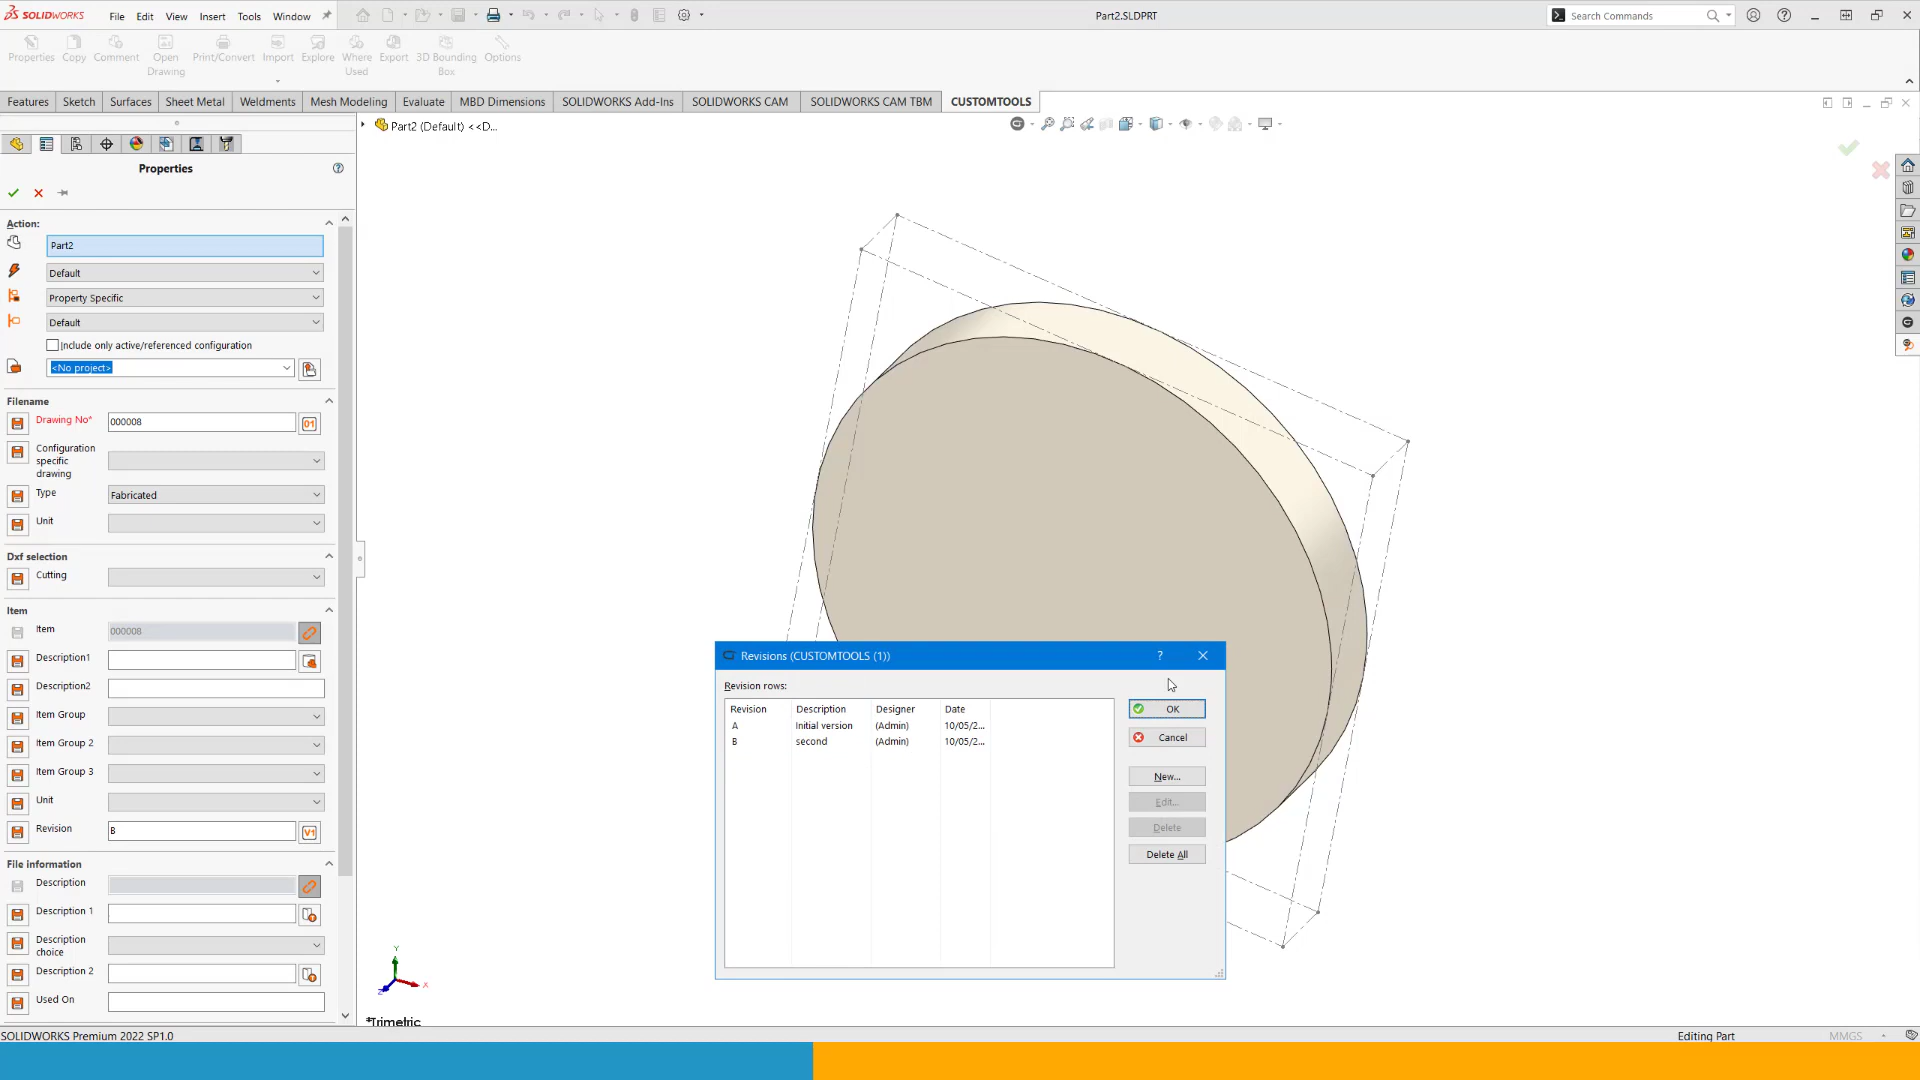 SOLIDWORKS File Edit View Insert Tools Window Part2.SLDPRT Search Commands
Properties Copy Comment Open Drawing Print/Convert Import Explore Where Used Export 3D Bounding Box Options
Features Sketch Surfaces Sheet Metal Weldments Mesh Modeling Evaluate MBD Dimensions SOLIDWORKS Add-Ins SOLIDWORKS CAM SOLIDWORKS CAM TBM CUSTOMTOOLS
Part2 (Default) <<D...
Properties
Action:
Part2
Default
Property Specific
Default
Include only active/referenced configuration
<No project>
Filename
Drawing No* 000008 01
Configuration
specific
drawing
Type Fabricated
Unit
Dxf selection
Cutting
Item
Item 000008
Description1
Description2
Item Group
Item Group 2
Item Group 3
Unit
Revision B V1
File information
Description
Description 1
Description
choice
Description 2
Used On
Revisions (CUSTOMTOOLS (1)) ?
Revision rows:
Revision Description Designer Date
A Initial version (Admin) 10/05/2...
B second (Admin) 10/05/2...
OK
Cancel
New...
Edit...
Delete
Delete All
Y
X
Z
*Trimetric
SOLIDWORKS Premium 2022 SP1.0 Editing Part MMGS